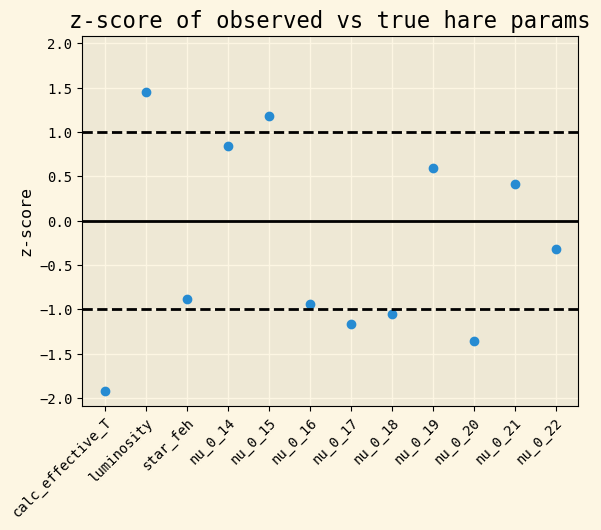 z-score of observed vs true hare params
z-score
2.0
1.5
1.0
0.5
0.0
−0.5
−1.0
−1.5
−2.0
calc_effective_T
luminosity
star_feh
nu_0_14
nu_0_15
nu_0_16
nu_0_17
nu_0_18
nu_0_19
nu_0_20
nu_0_21
nu_0_22